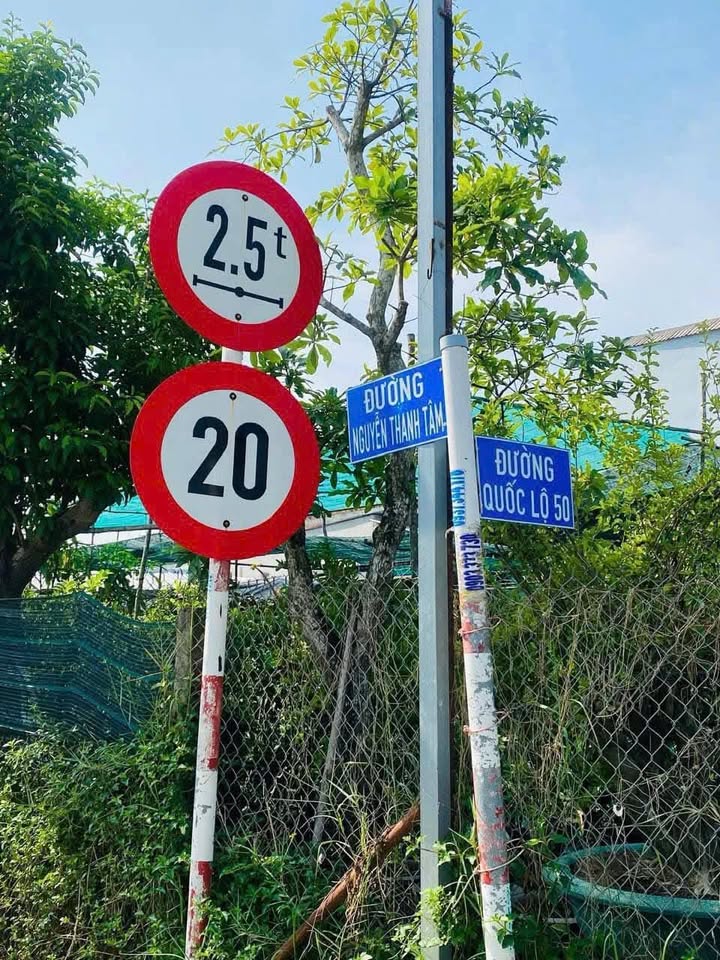 2.5t
20
ĐƯỜNG
NGUYỄN THANH TÂM
ĐƯỜNG
QUỐC LỘ 50